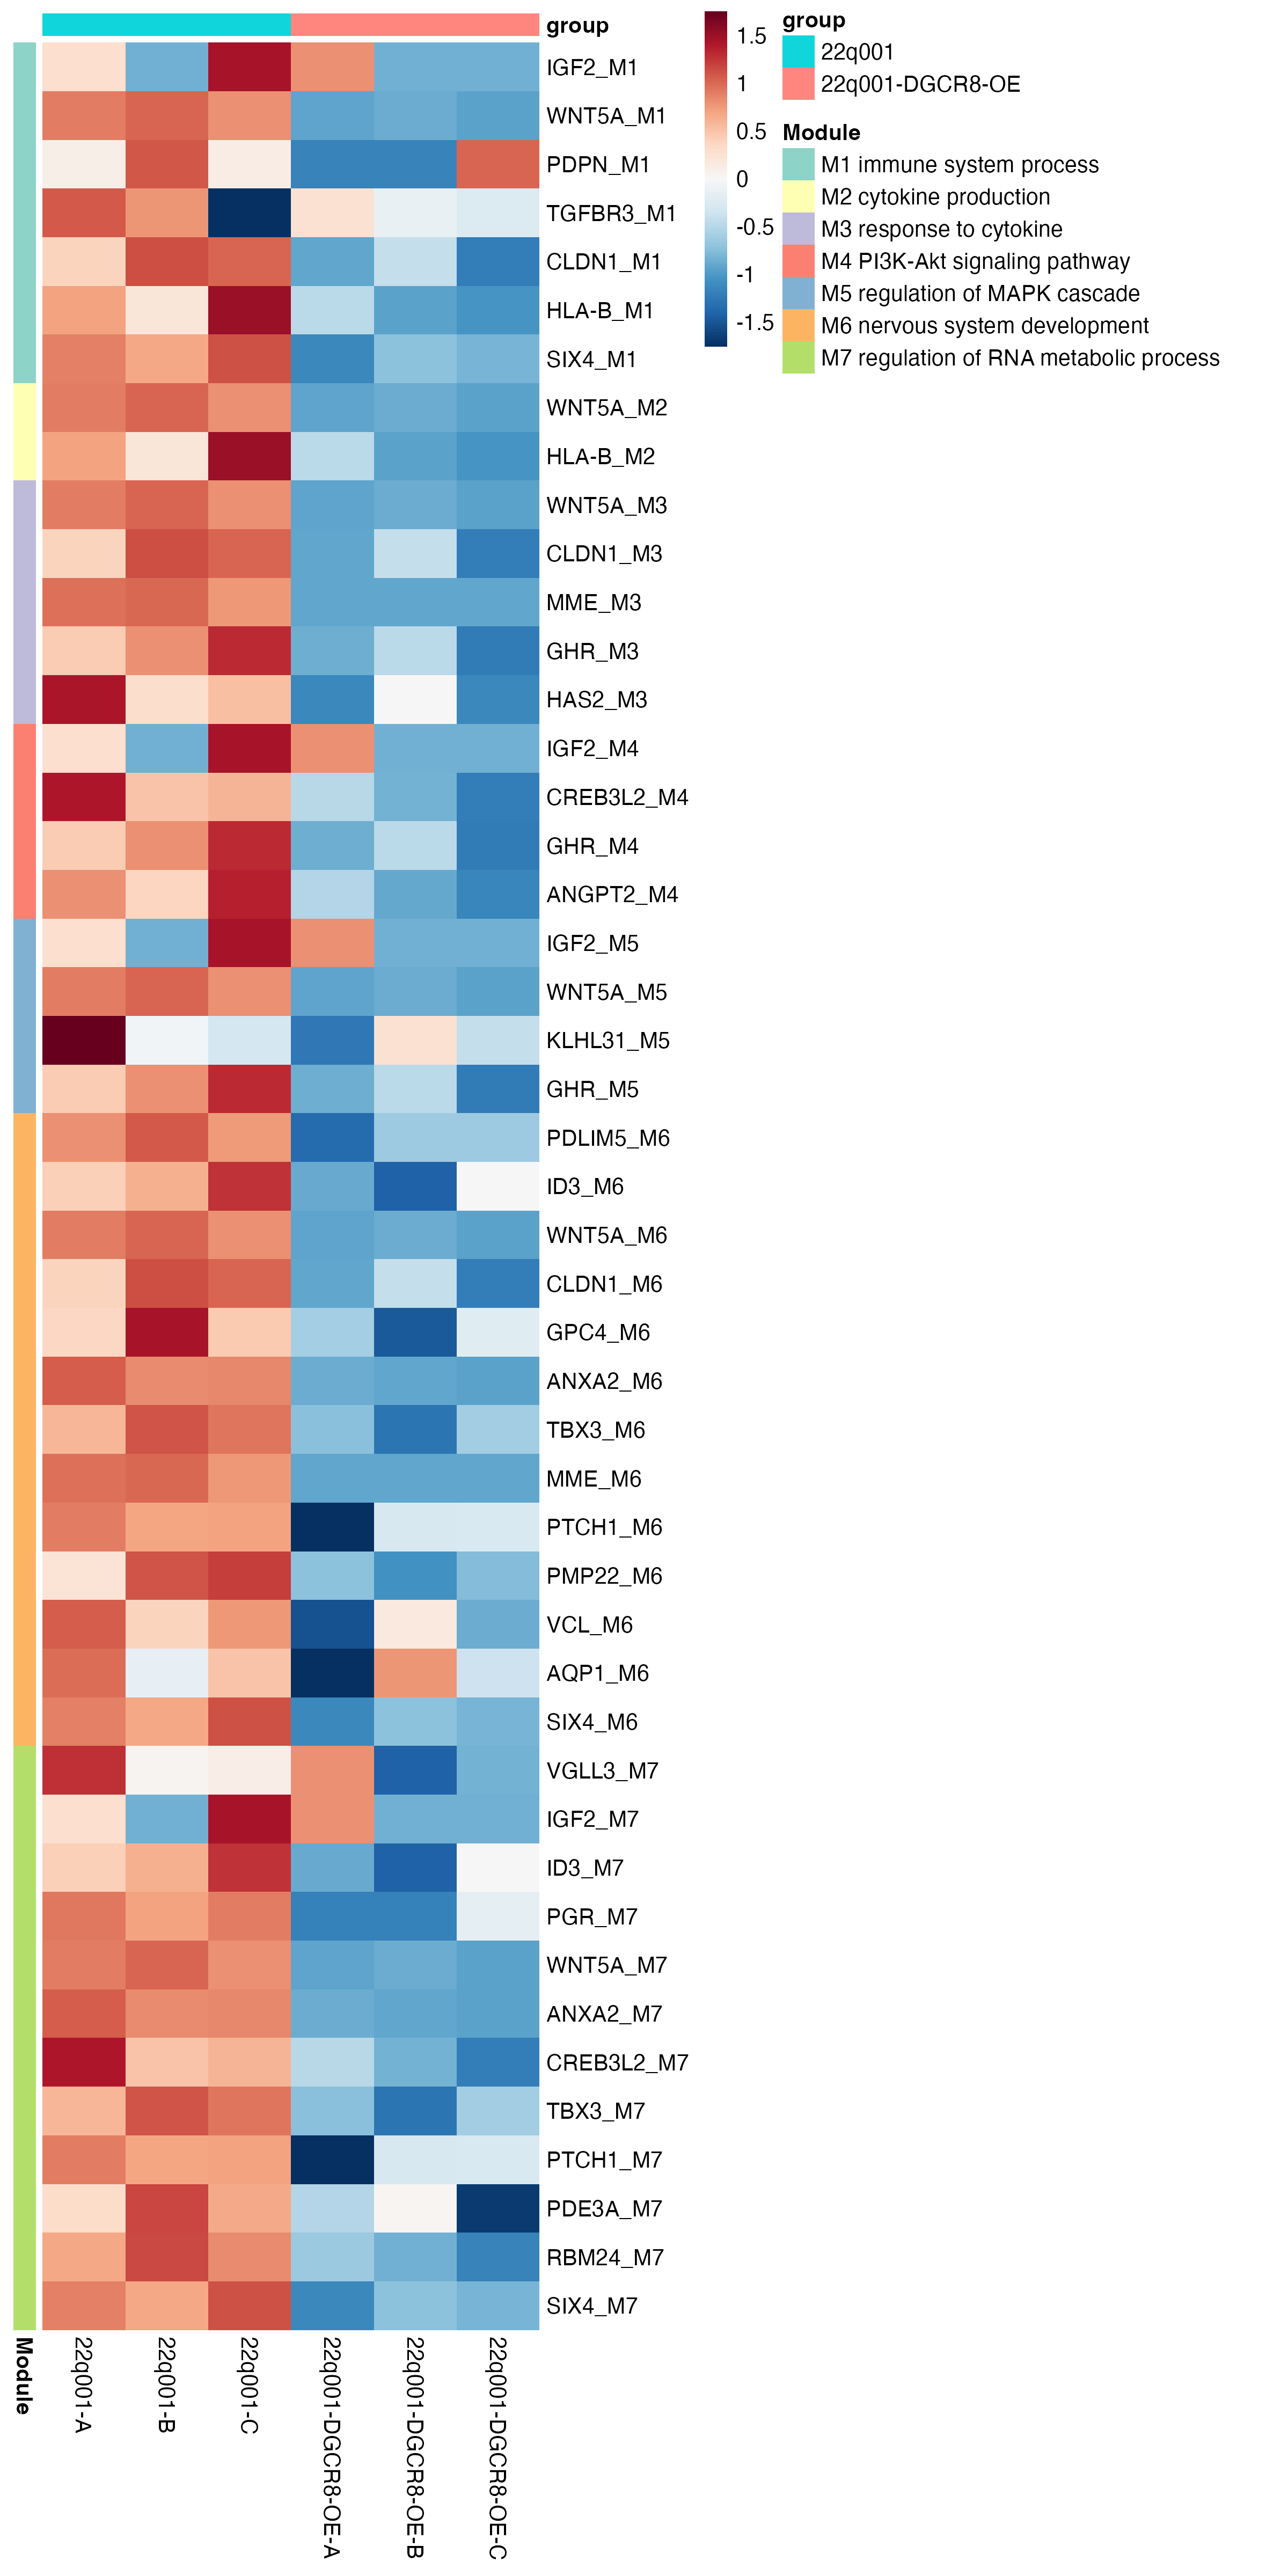 group
IGF2_M1
WNT5A_M1
PDPN_M1
TGFBR3_M1
CLDN1_M1
HLA-B_M1
SIX4_M1
WNT5A_M2
HLA-B_M2
WNT5A_M3
CLDN1_M3
MME_M3
GHR_M3
HAS2_M3
IGF2_M4
CREB3L2_M4
GHR_M4
ANGPT2_M4
IGF2_M5
WNT5A_M5
KLHL31_M5
GHR_M5
PDLIM5_M6
ID3_M6
WNT5A_M6
CLDN1_M6
GPC4_M6
ANXA2_M6
TBX3_M6
MME_M6
PTCH1_M6
PMP22_M6
VCL_M6
AQP1_M6
SIX4_M6
VGLL3_M7
IGF2_M7
ID3_M7
PGR_M7
WNT5A_M7
ANXA2_M7
CREB3L2_M7
TBX3_M7
PTCH1_M7
PDE3A_M7
RBM24_M7
SIX4_M7
Module
22q001-A
22q001-B
22q001-C
22q001-DGCR8-OE-A
22q001-DGCR8-OE-B
22q001-DGCR8-OE-C
1.5
1
0.5
0
-0.5
-1
-1.5
group
22q001
22q001-DGCR8-OE
Module
M1 immune system process
M2 cytokine production
M3 response to cytokine
M4 PI3K-Akt signaling pathway
M5 regulation of MAPK cascade
M6 nervous system development
M7 regulation of RNA metabolic process